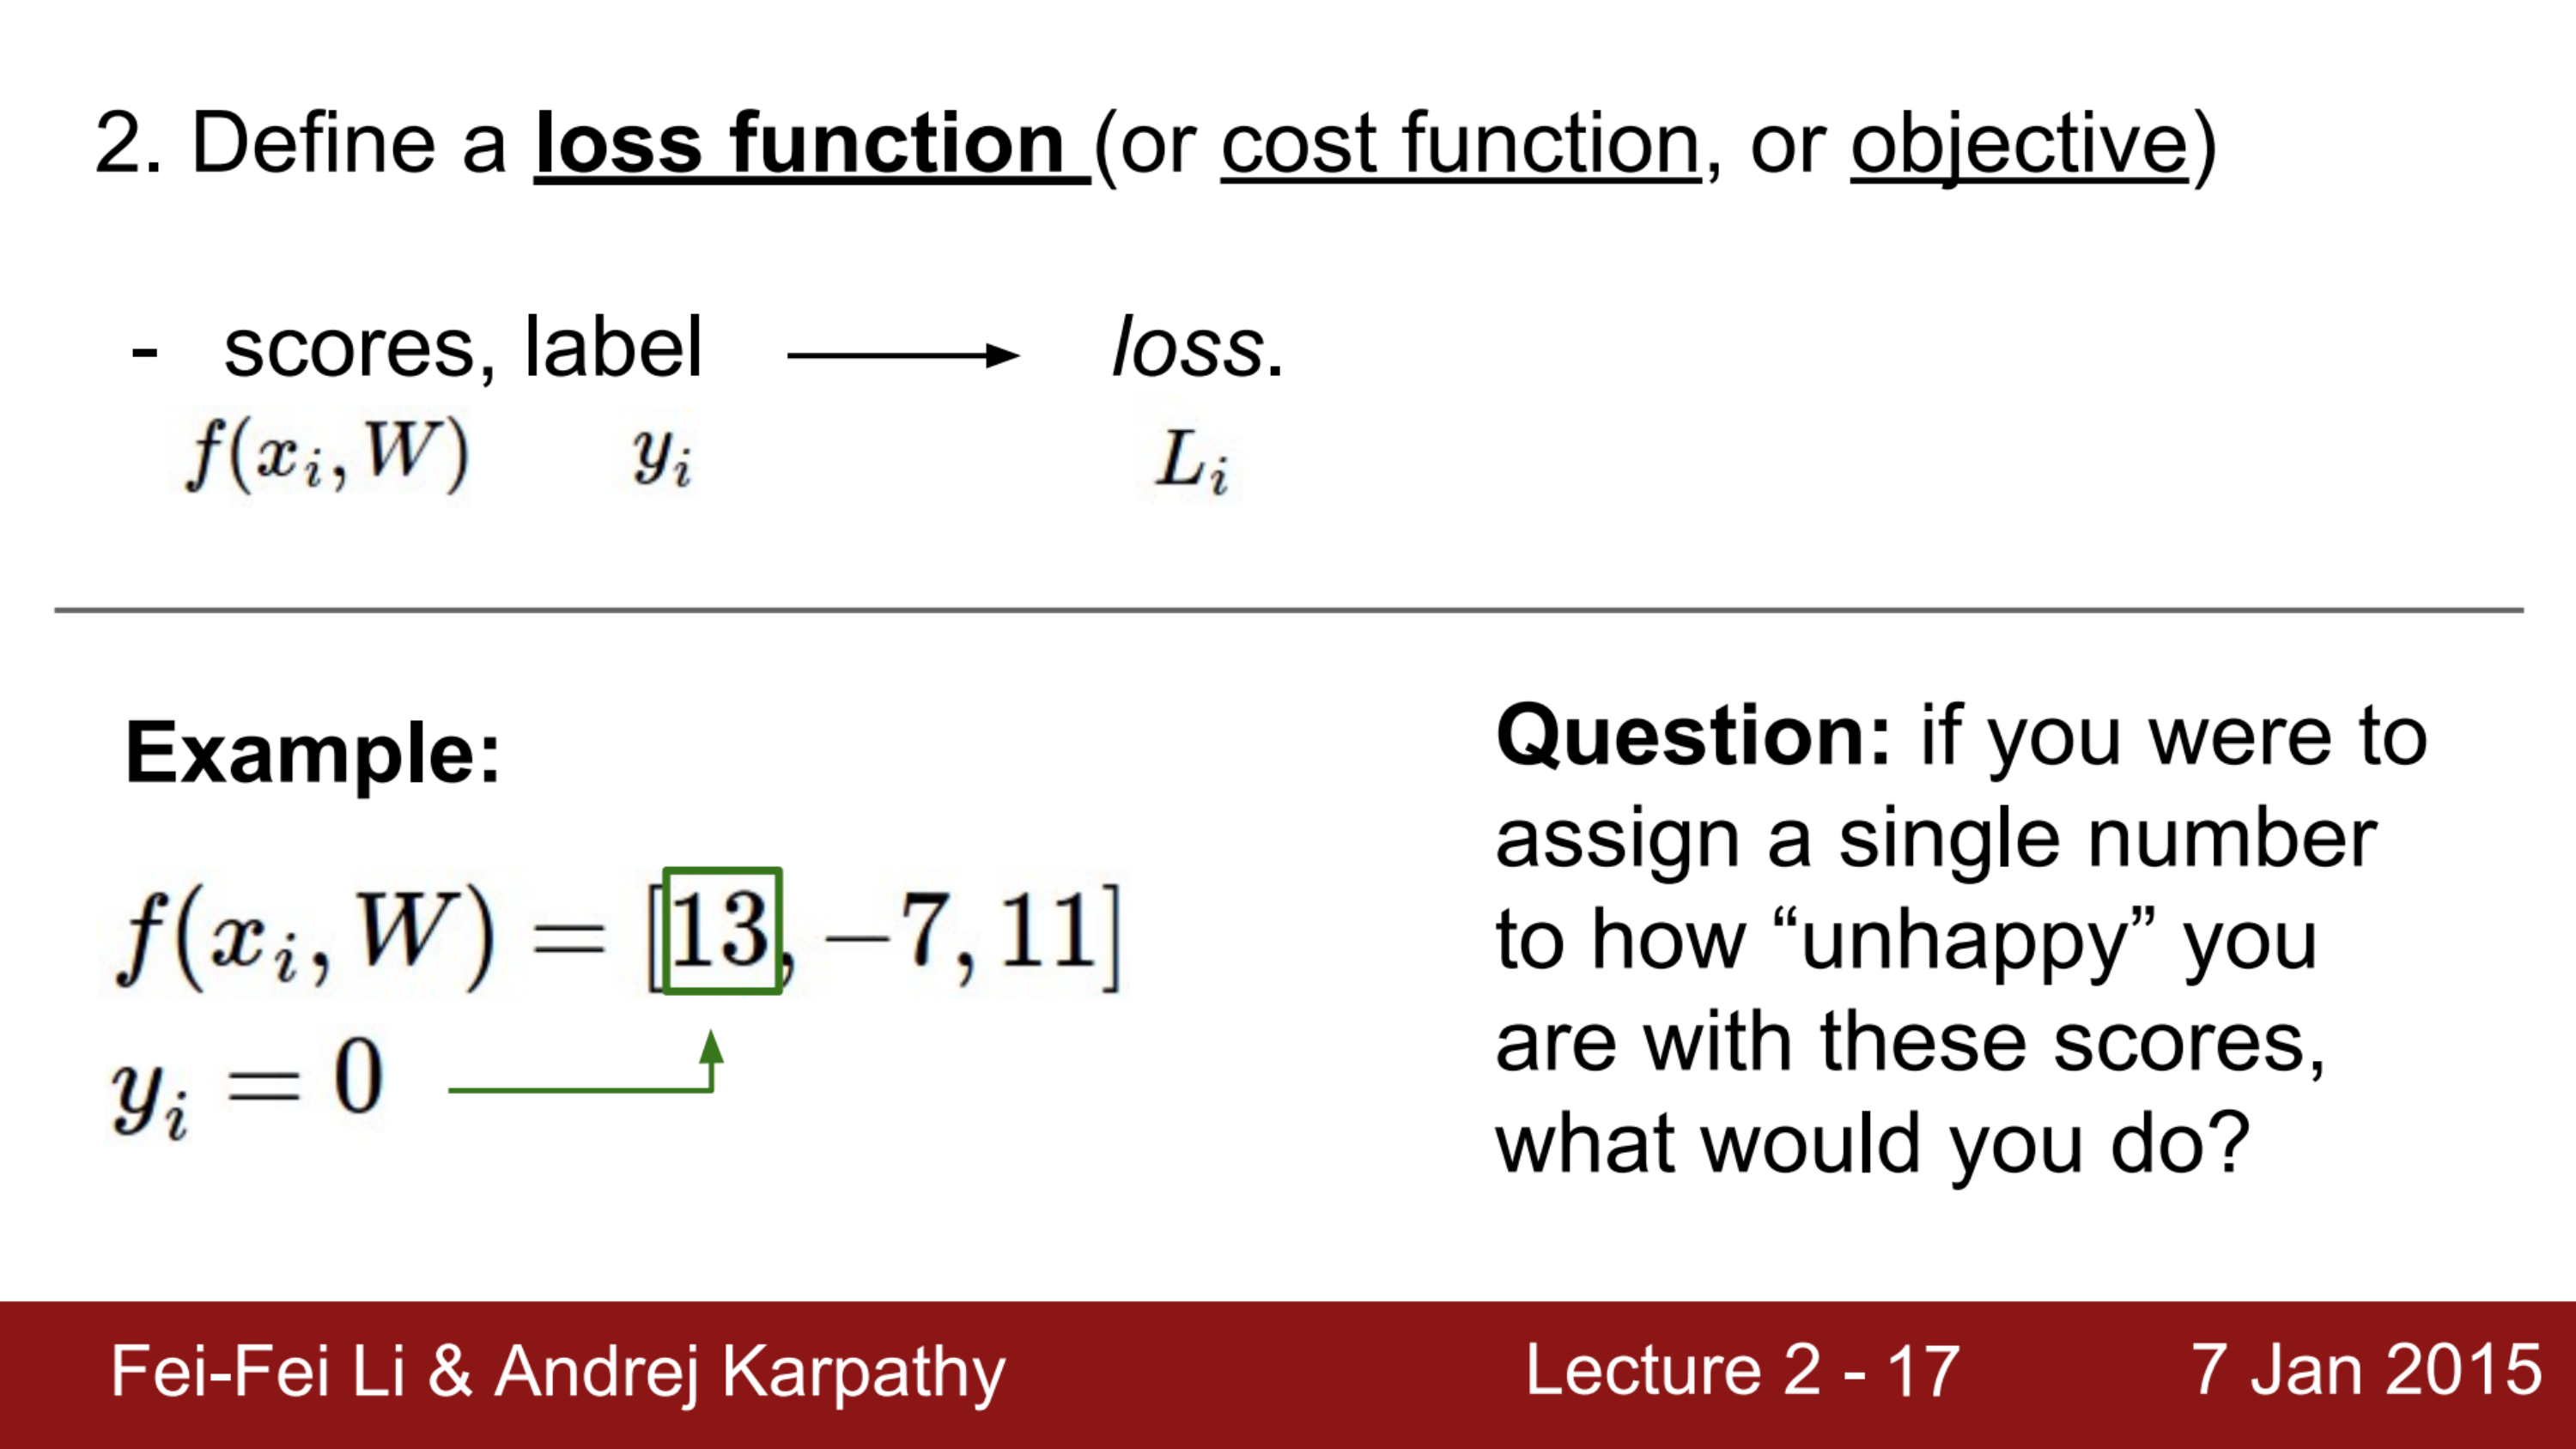 2. Define a loss function (or cost function, or objective)
- scores, label → loss.
f(xᵢ, W) yᵢ Lᵢ
Example:
f(xᵢ, W) = [13, −7, 11]
yᵢ = 0
Question: if you were to
assign a single number
to how “unhappy” you
are with these scores,
what would you do?
Fei-Fei Li & Andrej Karpathy Lecture 2 - 17 7 Jan 2015